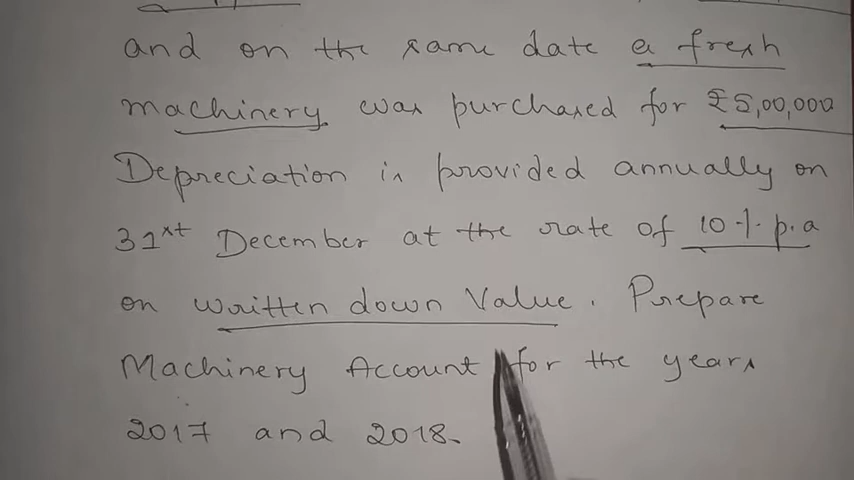 and on the same date a fresh
machinery was purchased for ₹5,00,000
Depreciation is provided annually on
31st December at the rate of 10% p.a
on written down Value. Prepare
Machinery Account for the years
2017 and 2018.